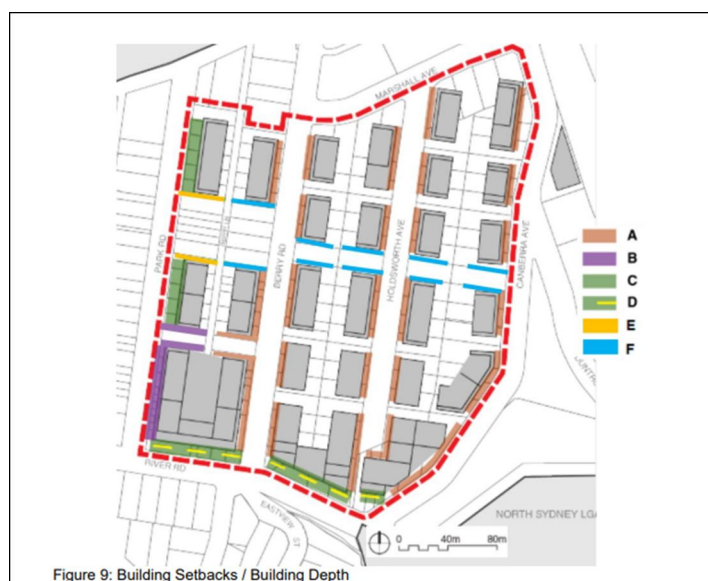 MARSHALL AVE
PARK RD
BERRY RD
HOLDSWORTH AVE
CANBERRA AVE
A
B
C
D
E
F
RIVER RD
EASTVIEW ST
NORTH SYDNEY LGA
0 40m 80m
Figure 9: Building Setbacks / Building Depth